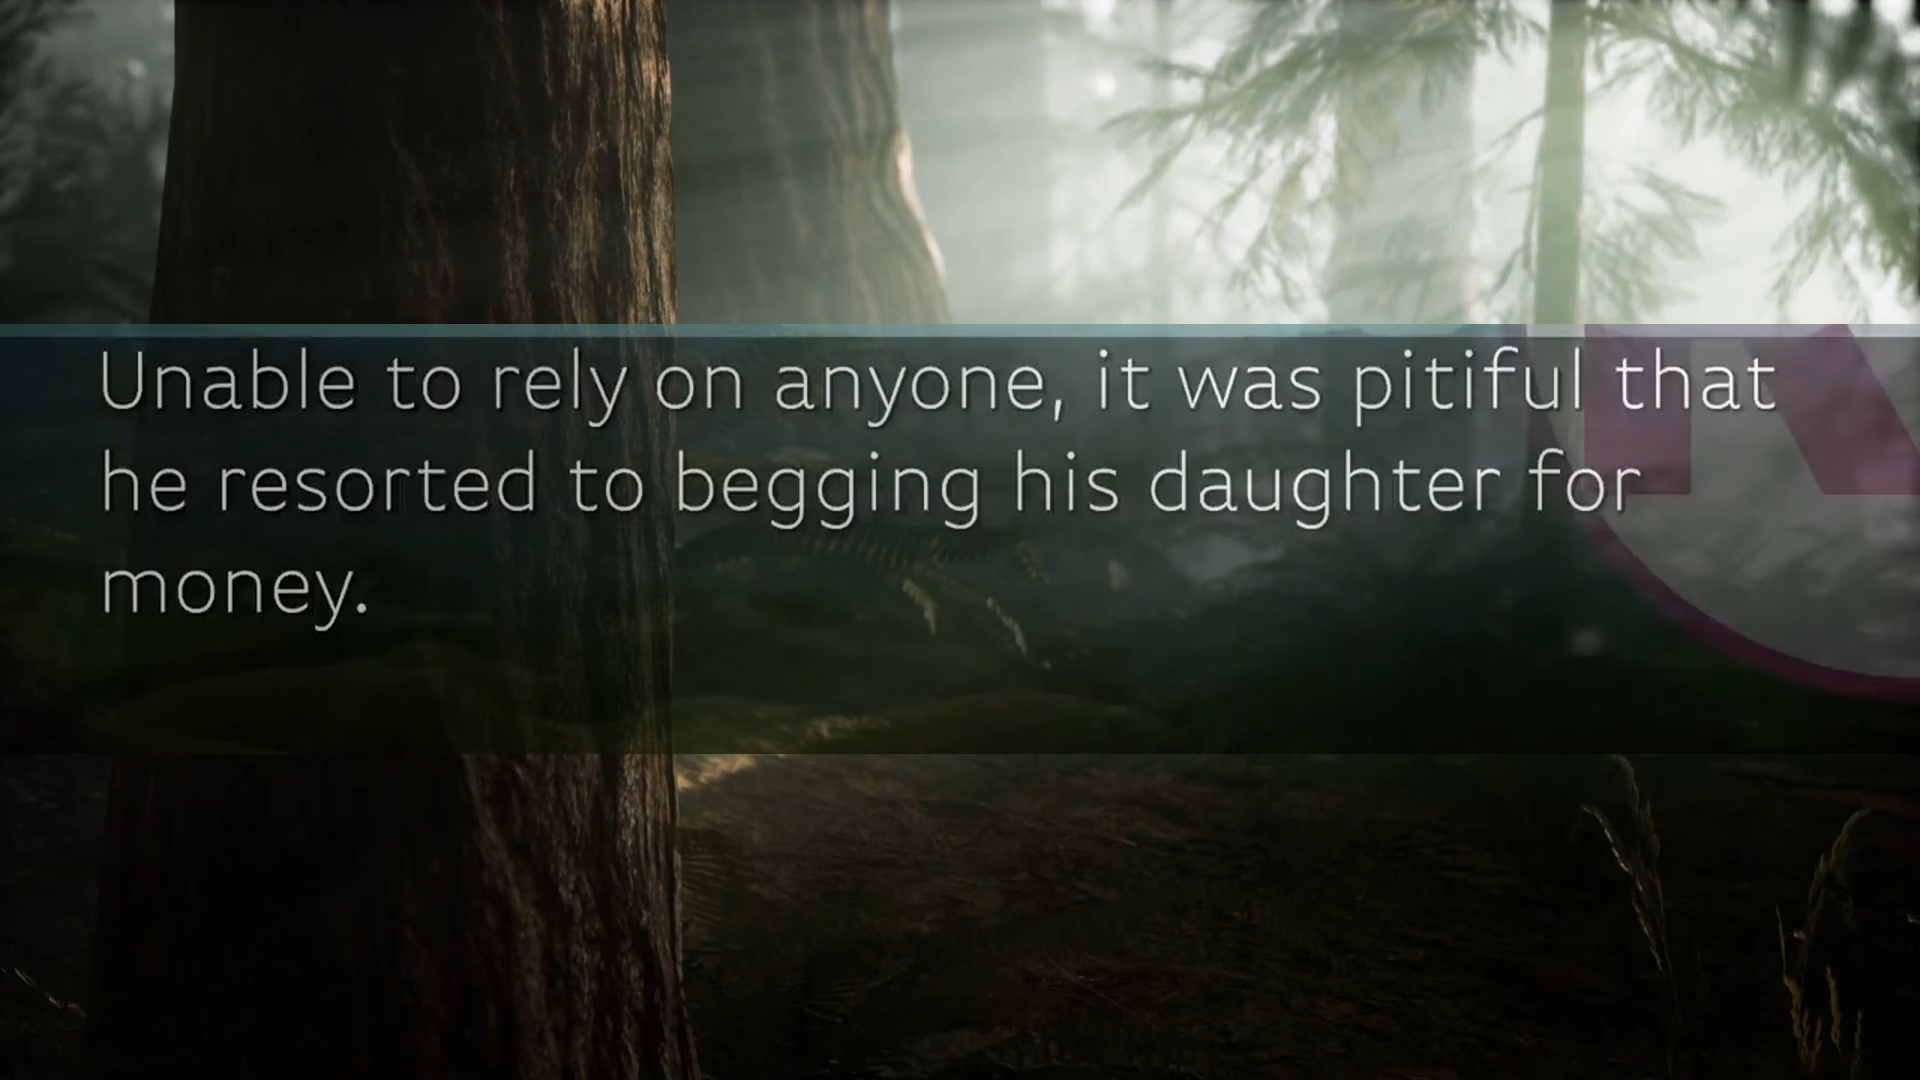 Unable to rely on anyone, it was pitiful that
he resorted to begging his daughter for
money.